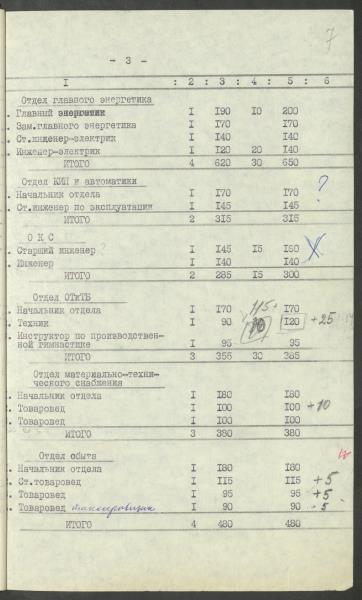 7
- 3 -
I : 2 : 3 : 4 : 5 : 6
Отдел главного энергетика
. Главный энергетик I I90 I0 200
. Зам.главного энергетика I I70 I70
. Ст.инженер-электрик I I40 I40
. Инженер-электрик I I20 20 I40
ИТОГО 4 620 30 650
Отдел КИП и автоматики ?
. Начальник отдела I I70 I70
. Ст.инженер по эксплуатации I I45 I45
ИТОГО 2 315 315
О К С
. Старший инженер I I45 I5 I60
. Инженер I I40 I40
ИТОГО 2 285 I5 300
Отдел ОТиТБ
. Начальник отдела I I70 I70
115+
. Техник I 90 I20 +25
. Инструктор по производствен-
ной гимнастике I 95 95
ИТОГО 3 355 30 385
Отдел материально-техни-
ческого снабжения
. Начальник отдела I I80 I80
. Товаровед I I00 I00 +10
. Товаровед I I00 I00
ИТОГО 3 380 380
Отдел сбыта
. Начальник отдела I I80 I80
. Ст.товаровед I II5 II5 +5
. Товаровед I 95 95 +5
. Товаровед I 90 90 -5
ИТОГО 4 480 480